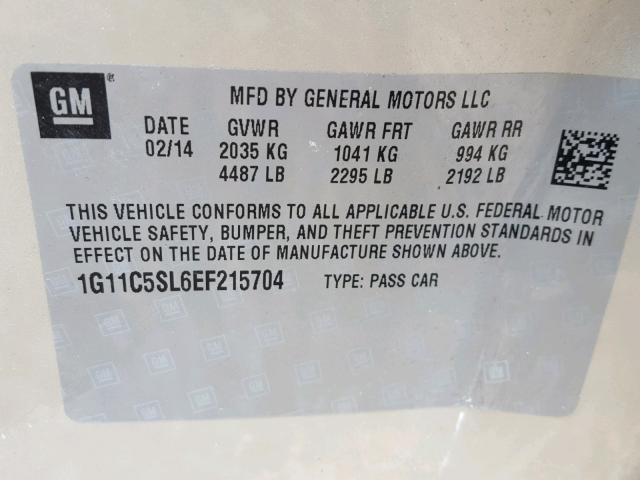 GM ®
MFD BY GENERAL MOTORS LLC
DATE GVWR GAWR FRT GAWR RR
02/14 2035 KG 1041 KG 994 KG
4487 LB 2295 LB 2192 LB
THIS VEHICLE CONFORMS TO ALL APPLICABLE U.S. FEDERAL MOTOR
VEHICLE SAFETY, BUMPER, AND THEFT PREVENTION STANDARDS IN
EFFECT ON THE DATE OF MANUFACTURE SHOWN ABOVE.
1G11C5SL6EF215704 TYPE: PASS CAR